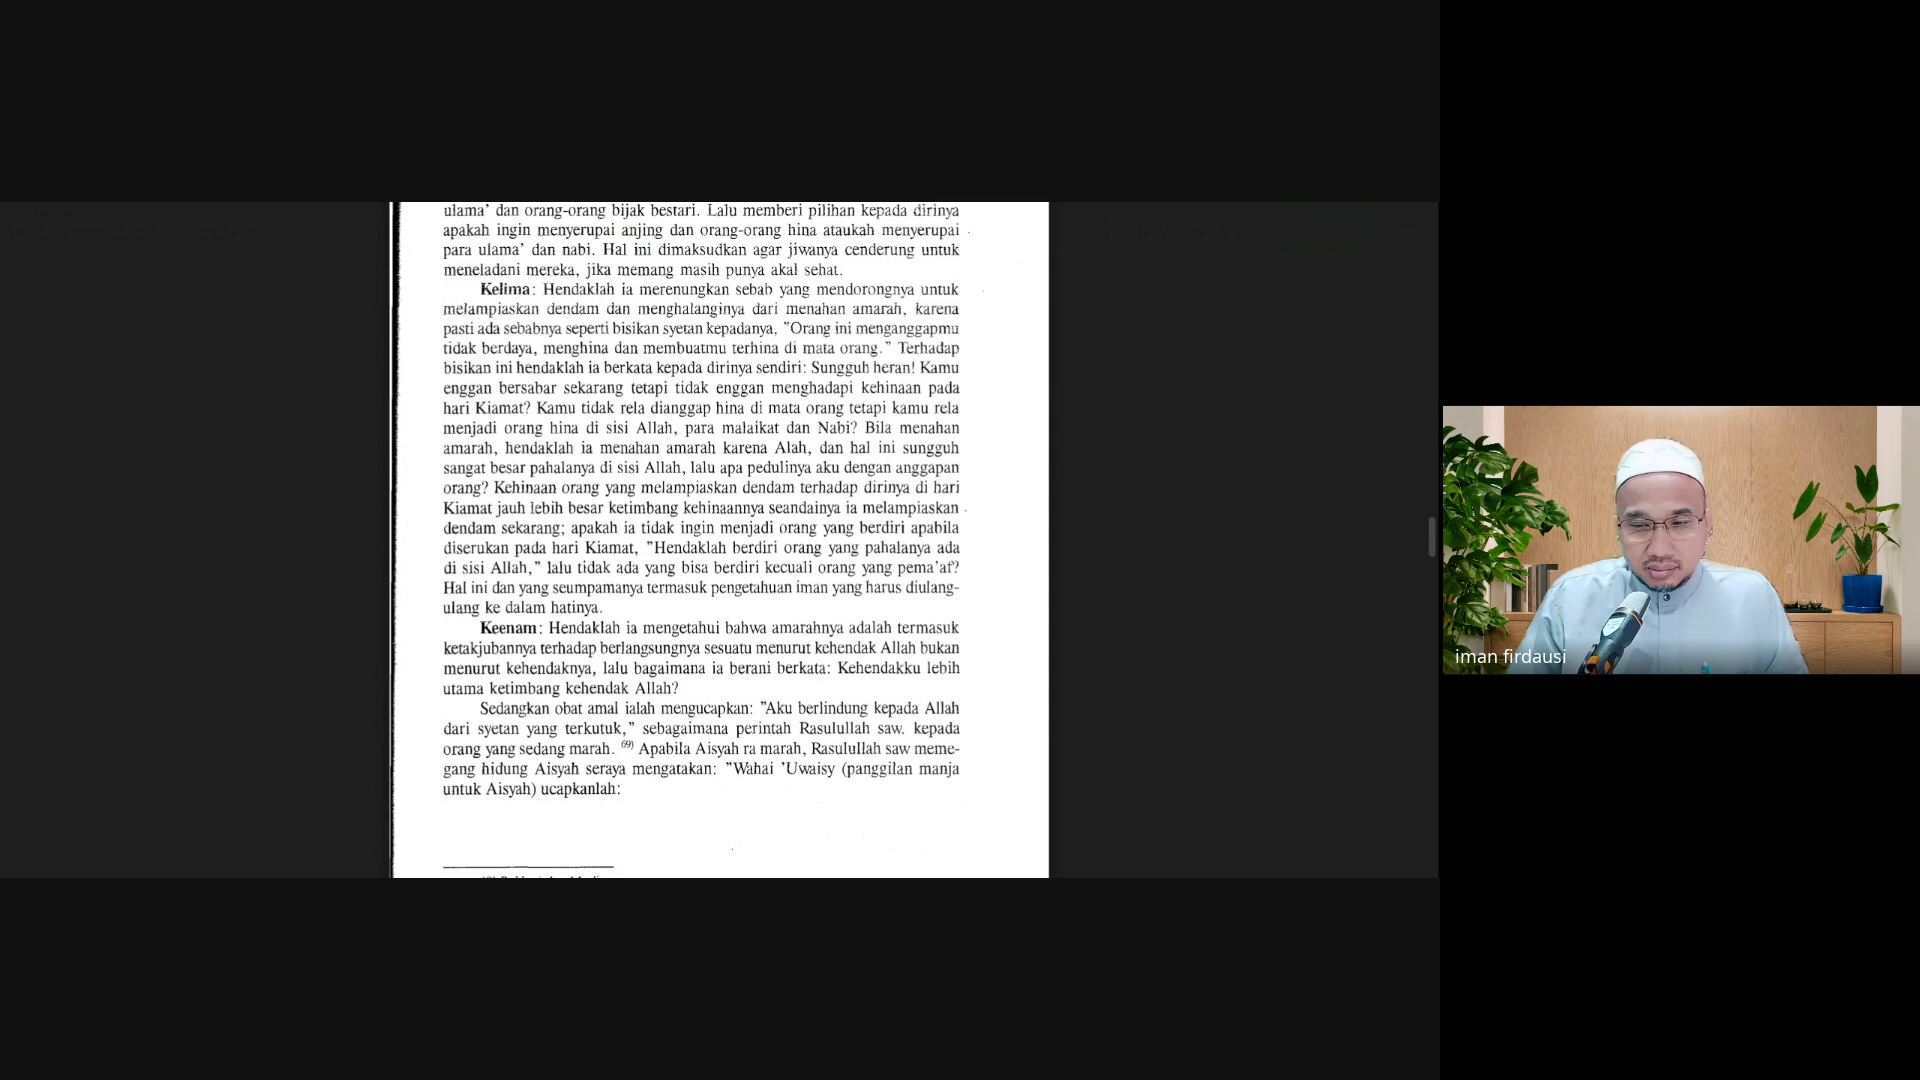 ulama’ dan orang-orang bijak bestari. Lalu memberi pilihan kepada dirinya
apakah ingin menyerupai anjing dan orang-orang hina ataukah menyerupai
para ulama’ dan nabi. Hal ini dimaksudkan agar jiwanya cenderung untuk
meneladani mereka, jika memang masih punya akal sehat.
Kelima: Hendaklah ia merenungkan sebab yang mendorongnya untuk
melampiaskan dendam dan menghalanginya dari menahan amarah, karena
pasti ada sebabnya seperti bisikan syetan kepadanya, ”Orang ini menganggapmu
tidak berdaya, menghina dan membuatmu terhina di mata orang.” Terhadap
bisikan ini hendaklah ia berkata kepada dirinya sendiri: Sungguh heran! Kamu
enggan bersabar sekarang tetapi tidak enggan menghadapi kehinaan pada
hari Kiamat? Kamu tidak rela dianggap hina di mata orang tetapi kamu rela
menjadi orang hina di sisi Allah, para malaikat dan Nabi? Bila menahan
amarah, hendaklah ia menahan amarah karena Alah, dan hal ini sungguh
sangat besar pahalanya di sisi Allah, lalu apa pedulinya aku dengan anggapan
orang? Kehinaan orang yang melampiaskan dendam terhadap dirinya di hari
Kiamat jauh lebih besar ketimbang kehinaannya seandainya ia melampiaskan
dendam sekarang; apakah ia tidak ingin menjadi orang yang berdiri apabila
diserukan pada hari Kiamat, ”Hendaklah berdiri orang yang pahalanya ada
di sisi Allah,” lalu tidak ada yang bisa berdiri kecuali orang yang pema’af?
Hal ini dan yang seumpamanya termasuk pengetahuan iman yang harus diulang-
ulang ke dalam hatinya.
Keenam: Hendaklah ia mengetahui bahwa amarahnya adalah termasuk
ketakjubannya terhadap berlangsungnya sesuatu menurut kehendak Allah bukan
menurut kehendaknya, lalu bagaimana ia berani berkata: Kehendakku lebih
utama ketimbang kehendak Allah?
Sedangkan obat amal ialah mengucapkan: ”Aku berlindung kepada Allah
dari syetan yang terkutuk,” sebagaimana perintah Rasulullah saw. kepada
orang yang sedang marah. 69) Apabila Aisyah ra marah, Rasulullah saw meme-
gang hidung Aisyah seraya mengatakan: ”Wahai ’Uwaisy (panggilan manja
untuk Aisyah) ucapkanlah:
iman firdausi